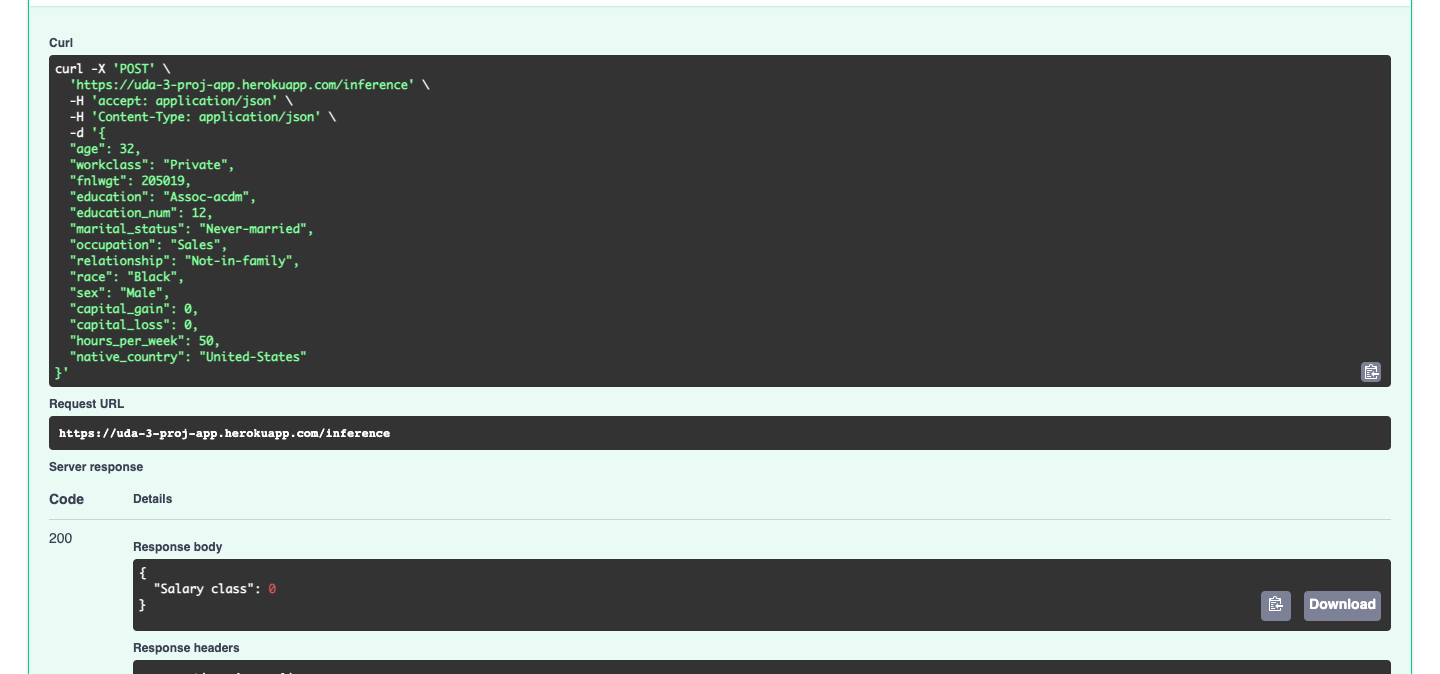 Curl
curl -X 'POST' \
  'https://uda-3-proj-app.herokuapp.com/inference' \
  -H 'accept: application/json' \
  -H 'Content-Type: application/json' \
  -d '{
  "age": 32,
  "workclass": "Private",
  "fnlwgt": 205019,
  "education": "Assoc-acdm",
  "education_num": 12,
  "marital_status": "Never-married",
  "occupation": "Sales",
  "relationship": "Not-in-family",
  "race": "Black",
  "sex": "Male",
  "capital_gain": 0,
  "capital_loss": 0,
  "hours_per_week": 50,
  "native_country": "United-States"
}'
Request URL
https://uda-3-proj-app.herokuapp.com/inference
Server response
Code Details
200
Response body
{
  "Salary class": 0
}
Download
Response headers